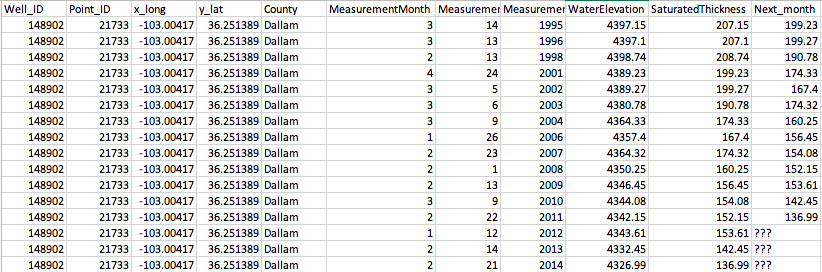 Well_ID Point_ID x_long y_lat County MeasurementMonth Measuremer Measuremer WaterElevation SaturatedThickness Next_month
148902 21733 -103.00417 36.251389 Dallam 3 14 1995 4397.15 207.15 199.23
148902 21733 -103.00417 36.251389 Dallam 3 13 1996 4397.1 207.1 199.27
148902 21733 -103.00417 36.251389 Dallam 2 13 1998 4398.74 208.74 190.78
148902 21733 -103.00417 36.251389 Dallam 4 24 2001 4389.23 199.23 174.33
148902 21733 -103.00417 36.251389 Dallam 3 5 2002 4389.27 199.27 167.4
148902 21733 -103.00417 36.251389 Dallam 3 6 2003 4380.78 190.78 174.32
148902 21733 -103.00417 36.251389 Dallam 3 9 2004 4364.33 174.33 160.25
148902 21733 -103.00417 36.251389 Dallam 1 26 2006 4357.4 167.4 156.45
148902 21733 -103.00417 36.251389 Dallam 2 23 2007 4364.32 174.32 154.08
148902 21733 -103.00417 36.251389 Dallam 2 1 2008 4350.25 160.25 152.15
148902 21733 -103.00417 36.251389 Dallam 2 13 2009 4346.45 156.45 153.61
148902 21733 -103.00417 36.251389 Dallam 3 9 2010 4344.08 154.08 142.45
148902 21733 -103.00417 36.251389 Dallam 2 22 2011 4342.15 152.15 136.99
148902 21733 -103.00417 36.251389 Dallam 1 12 2012 4343.61 153.61 ???
148902 21733 -103.00417 36.251389 Dallam 2 14 2013 4332.45 142.45 ???
148902 21733 -103.00417 36.251389 Dallam 2 21 2014 4326.99 136.99 ???